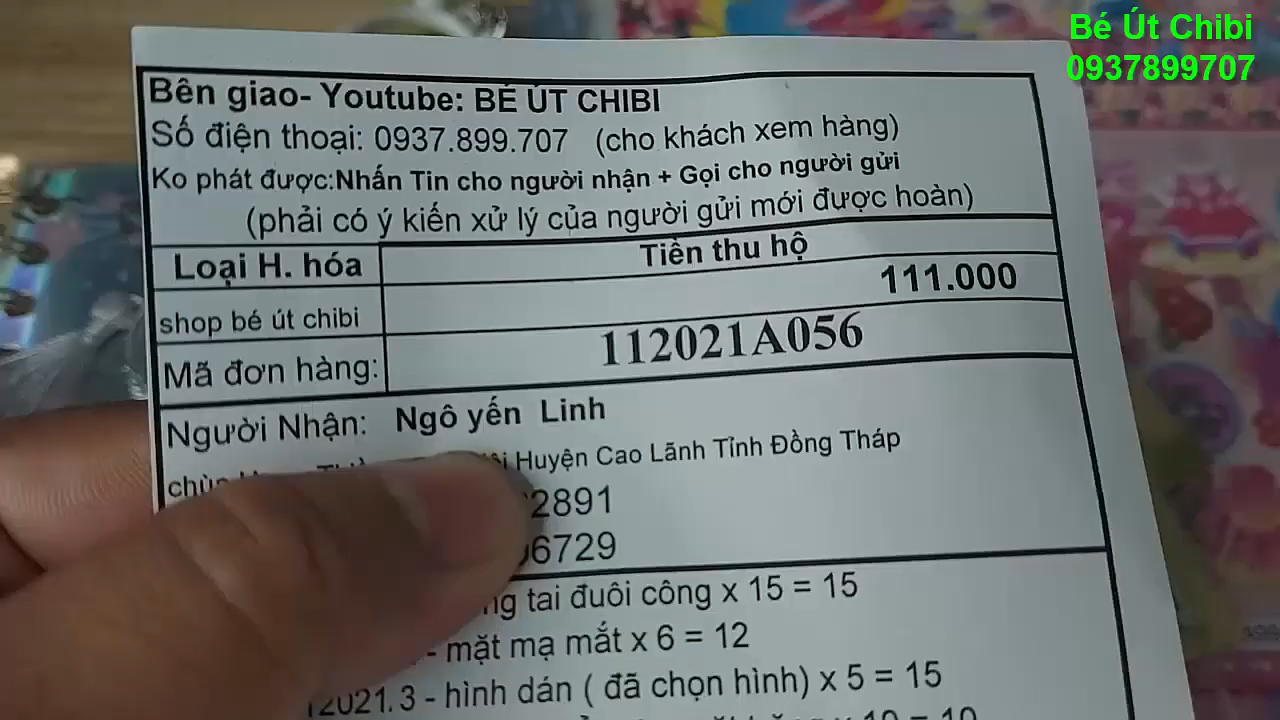 Bé Út Chibi
0937899707
Bên giao- Youtube: BÉ ÚT CHIBI
Số điện thoại: 0937.899.707 (cho khách xem hàng)
Ko phát được:Nhấn Tin cho người nhận + Gọi cho người gửi
(phải có ý kiến xử lý của người gửi mới được hoàn)
Loại H. hóa
Tiền thu hộ
shop bé út chibi
111.000
Mã đơn hàng:
112021A056
Người Nhận: Ngô yến Linh
Huyện Cao Lãnh Tỉnh Đồng Tháp
2891
6729
tai đuôi công x 15 = 15
- mặt mạ mắt x 6 = 12
12021.3 - hình dán ( đã chọn hình) x 5 = 15